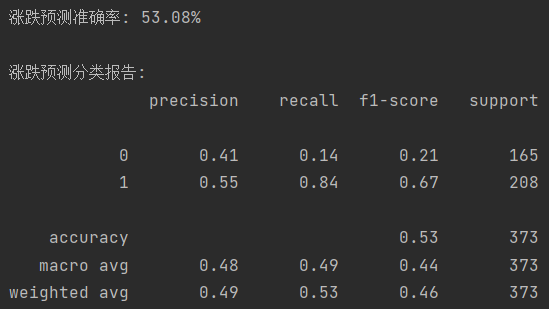 涨跌预测准确率: 53.08%
涨跌预测分类报告:
precision recall f1-score support
0 0.41 0.14 0.21 165
1 0.55 0.84 0.67 208
accuracy 0.53 373
macro avg 0.48 0.49 0.44 373
weighted avg 0.49 0.53 0.46 373